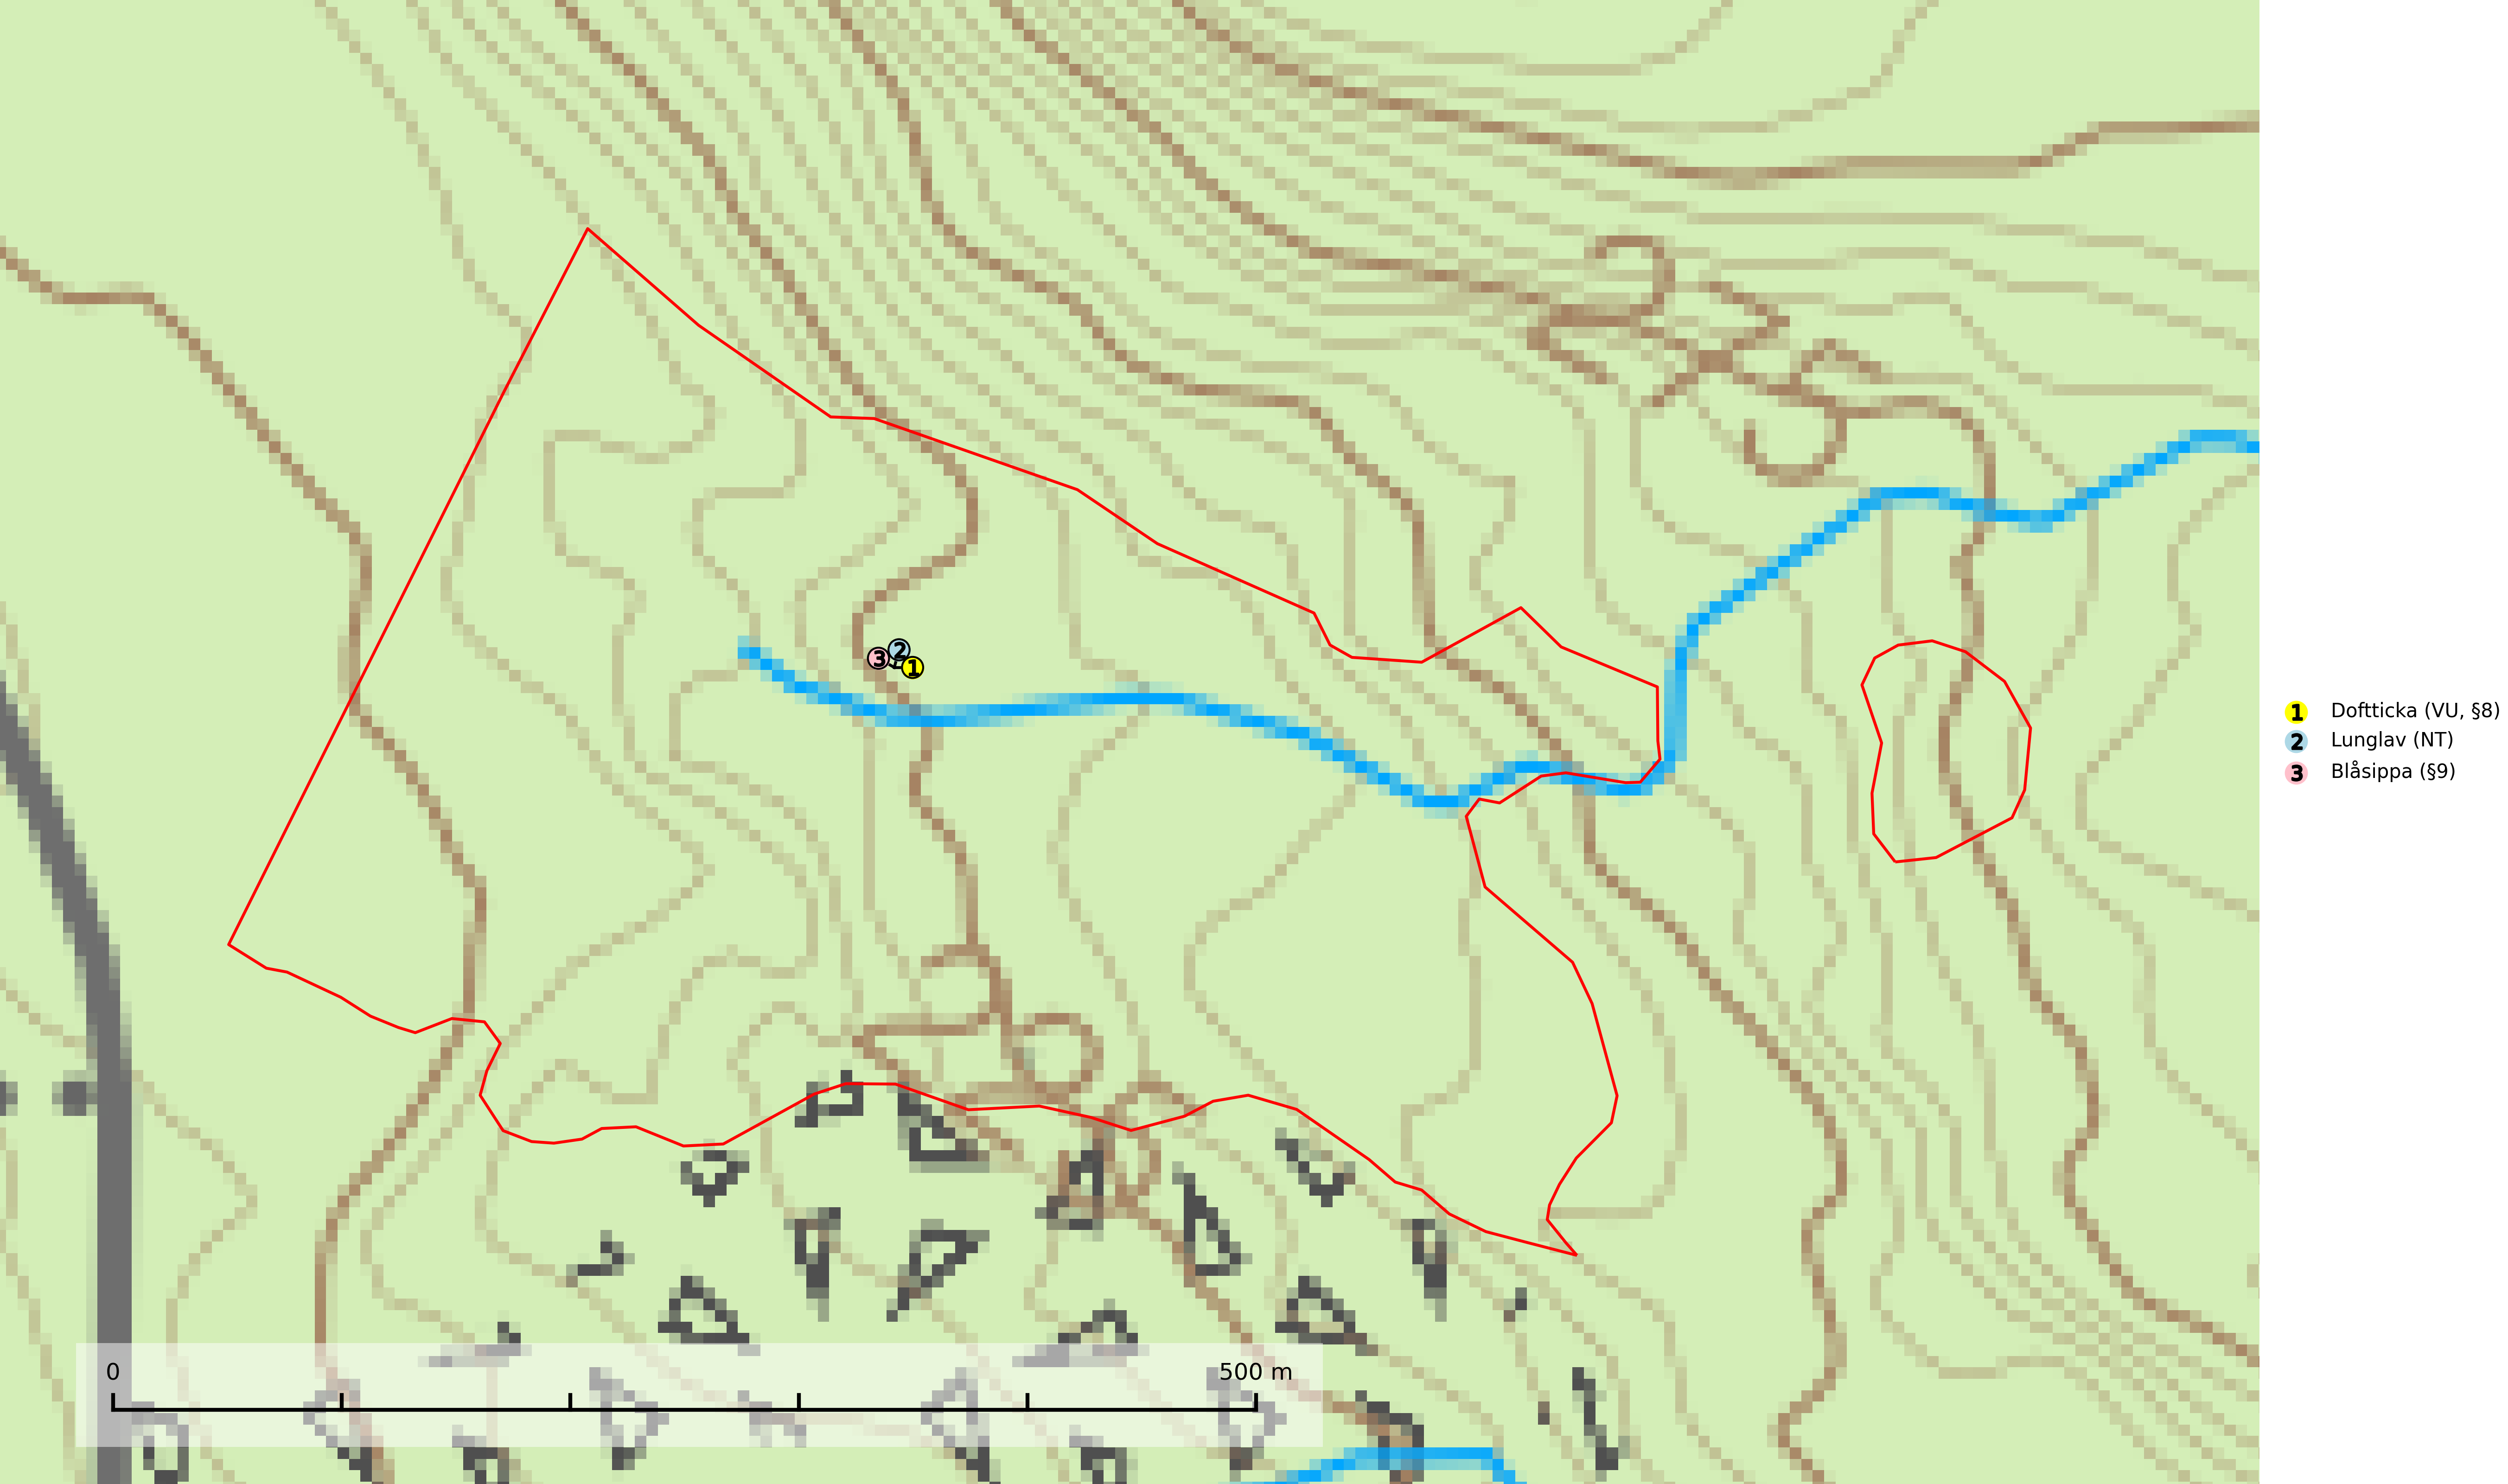 3
2
1
1 Doftticka (VU, §8)
2 Lunglav (NT)
3 Blåsippa (§9)
0 500 m